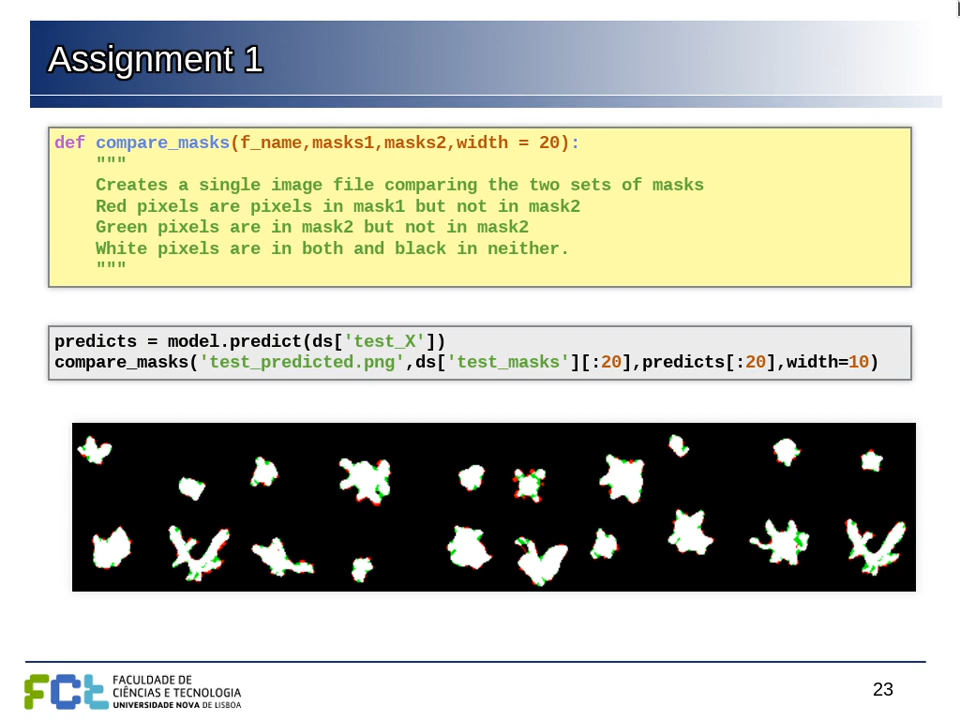 Assignment 1
def compare_masks(f_name,masks1,masks2,width = 20):
"""
Creates a single image file comparing the two sets of masks
Red pixels are pixels in mask1 but not in mask2
Green pixels are in mask2 but not in mask2
White pixels are in both and black in neither.
"""
predicts = model.predict(ds['test_X'])
compare_masks('test_predicted.png',ds['test_masks'][:20],predicts[:20],width=10)
FCt
FACULDADE DE
CIÊNCIAS E TECNOLOGIA
UNIVERSIDADE NOVA DE LISBOA
23